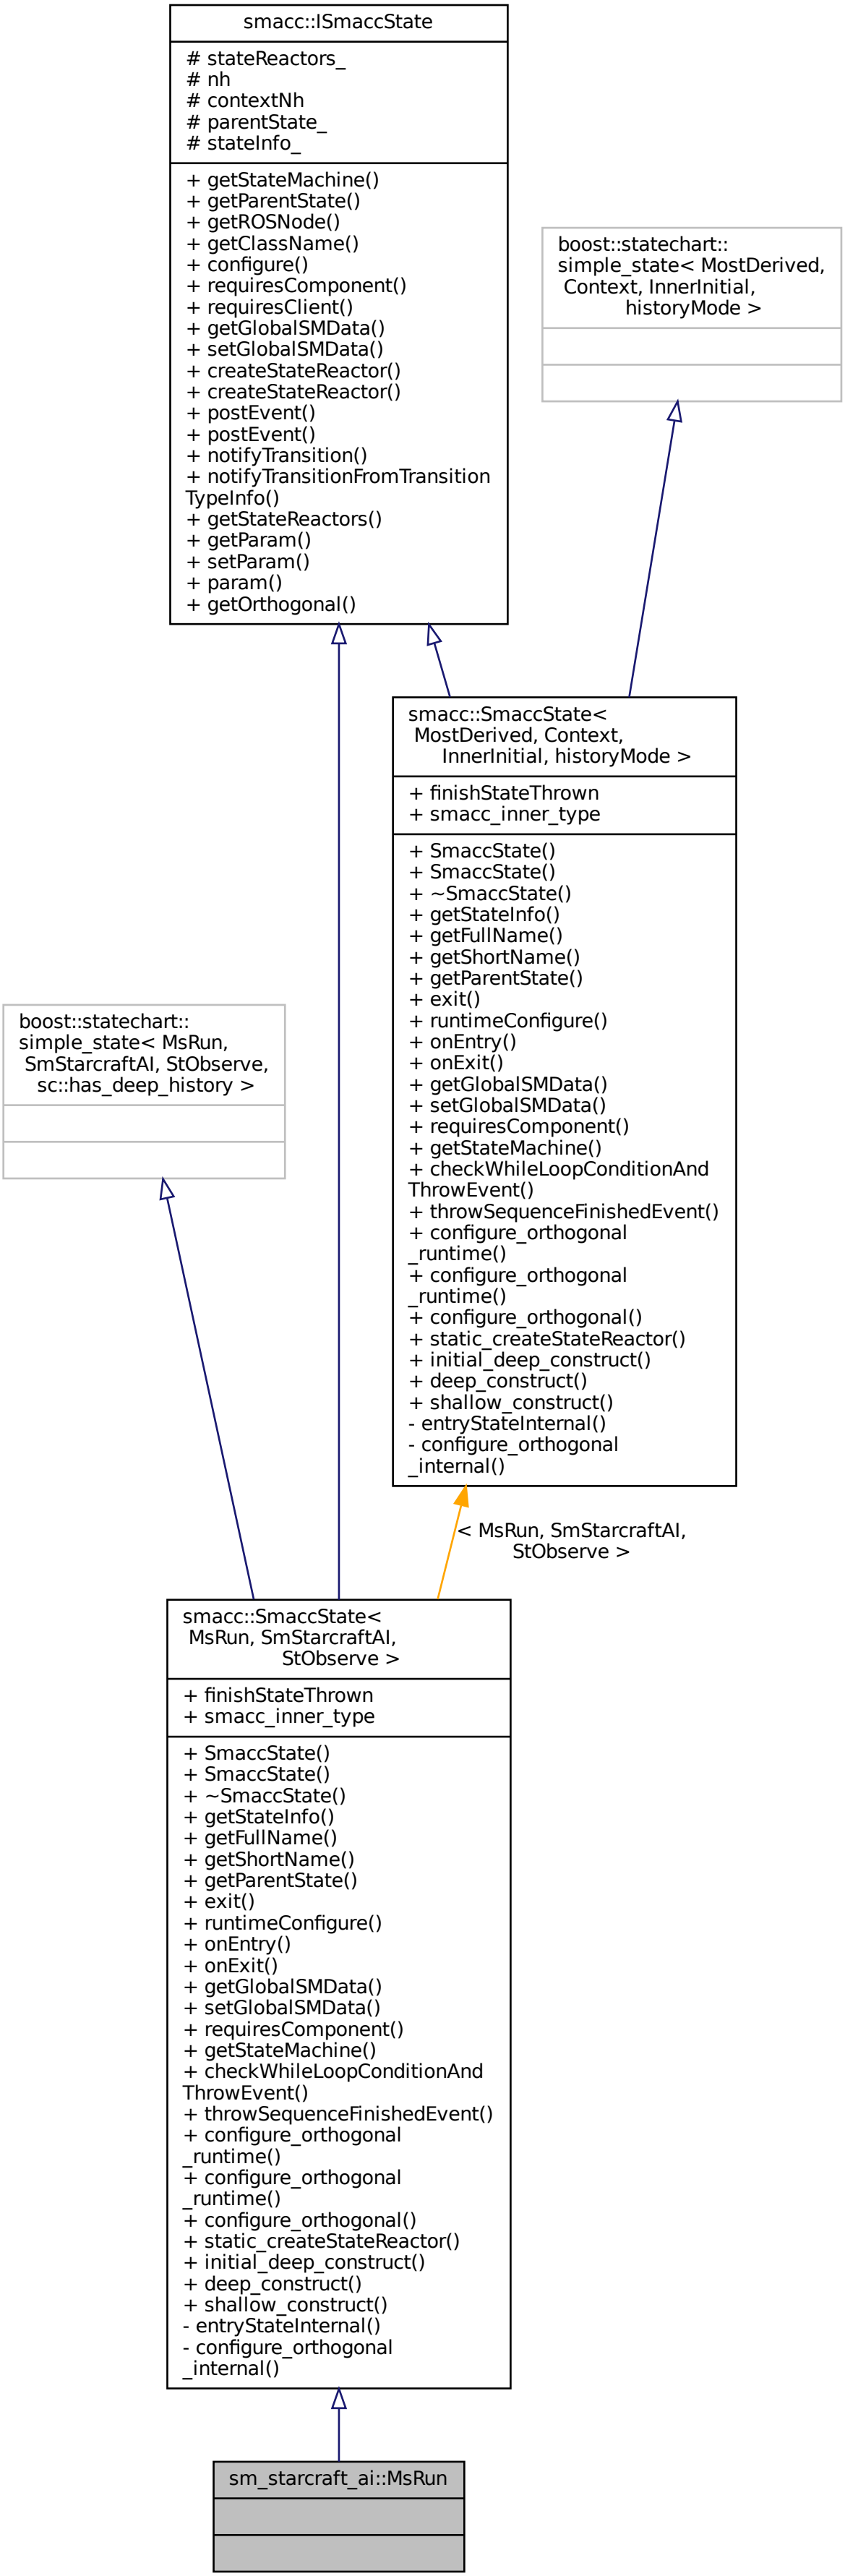 smacc::ISmaccState
# stateReactors_
# nh
# contextNh
# parentState_
# stateInfo_
+ getStateMachine()
+ getParentState()
+ getROSNode()
+ getClassName()
+ configure()
+ requiresComponent()
+ requiresClient()
+ getGlobalSMData()
+ setGlobalSMData()
+ createStateReactor()
+ createStateReactor()
+ postEvent()
+ postEvent()
+ notifyTransition()
+ notifyTransitionFromTransition
TypeInfo()
+ getStateReactors()
+ getParam()
+ setParam()
+ param()
+ getOrthogonal()
boost::statechart::
simple_state< MostDerived,
Context, InnerInitial,
historyMode >
smacc::SmaccState<
MostDerived, Context,
InnerInitial, historyMode >
+ finishStateThrown
+ smacc_inner_type
+ SmaccState()
+ SmaccState()
+ ~SmaccState()
+ getStateInfo()
+ getFullName()
+ getShortName()
+ getParentState()
+ exit()
+ runtimeConfigure()
+ onEntry()
+ onExit()
+ getGlobalSMData()
+ setGlobalSMData()
+ requiresComponent()
+ getStateMachine()
+ checkWhileLoopConditionAnd
ThrowEvent()
+ throwSequenceFinishedEvent()
+ configure_orthogonal
_runtime()
+ configure_orthogonal
_runtime()
+ configure_orthogonal()
+ static_createStateReactor()
+ initial_deep_construct()
+ deep_construct()
+ shallow_construct()
- entryStateInternal()
- configure_orthogonal
_internal()
boost::statechart::
simple_state< MsRun,
SmStarcraftAI, StObserve,
sc::has_deep_history >
< MsRun, SmStarcraftAI,
StObserve >
smacc::SmaccState<
MsRun, SmStarcraftAI,
StObserve >
+ finishStateThrown
+ smacc_inner_type
+ SmaccState()
+ SmaccState()
+ ~SmaccState()
+ getStateInfo()
+ getFullName()
+ getShortName()
+ getParentState()
+ exit()
+ runtimeConfigure()
+ onEntry()
+ onExit()
+ getGlobalSMData()
+ setGlobalSMData()
+ requiresComponent()
+ getStateMachine()
+ checkWhileLoopConditionAnd
ThrowEvent()
+ throwSequenceFinishedEvent()
+ configure_orthogonal
_runtime()
+ configure_orthogonal
_runtime()
+ configure_orthogonal()
+ static_createStateReactor()
+ initial_deep_construct()
+ deep_construct()
+ shallow_construct()
- entryStateInternal()
- configure_orthogonal
_internal()
sm_starcraft_ai::MsRun